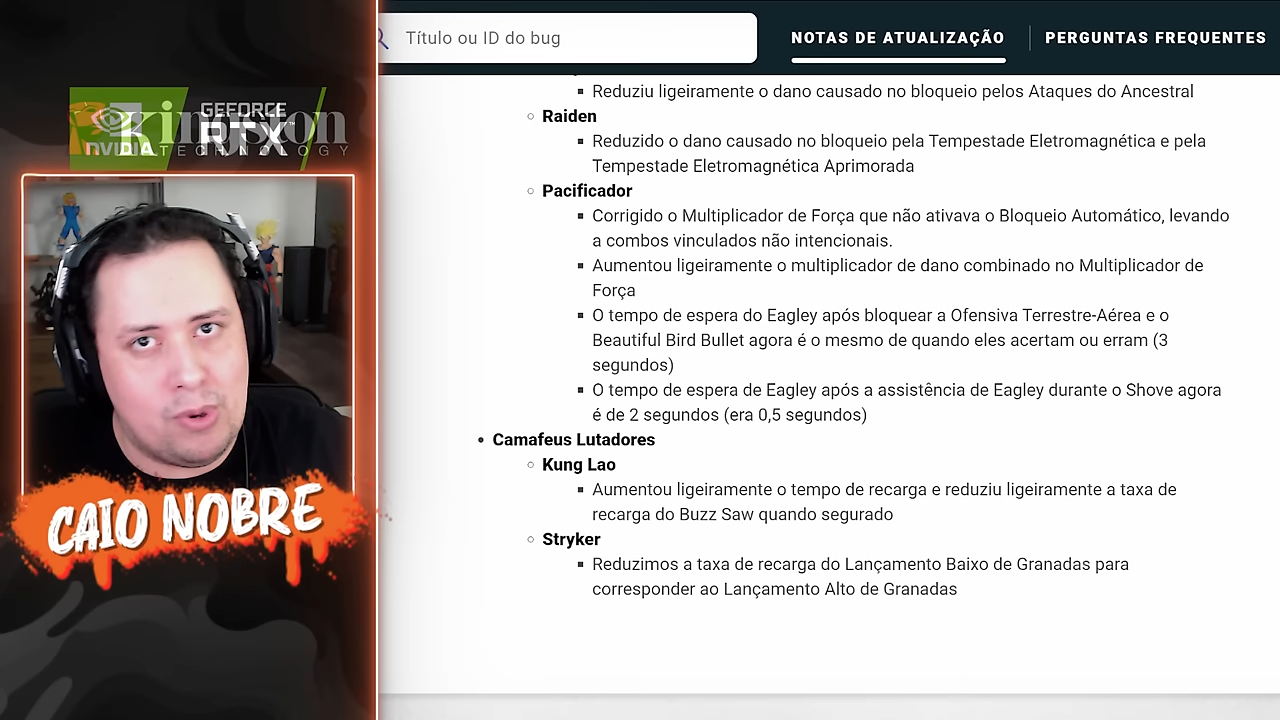 Título ou ID do bug
NOTAS DE ATUALIZAÇÃO
PERGUNTAS FREQUENTES
Kingston
TECHNOLOGY
GEFORCE
RTX
NVIDIA
CAIO NOBRE
Reduziu ligeiramente o dano causado no bloqueio pelos Ataques do Ancestral
Raiden
Reduzido o dano causado no bloqueio pela Tempestade Eletromagnética e pela
Tempestade Eletromagnética Aprimorada
Pacificador
Corrigido o Multiplicador de Força que não ativava o Bloqueio Automático, levando
a combos vinculados não intencionais.
Aumentou ligeiramente o multiplicador de dano combinado no Multiplicador de
Força
O tempo de espera do Eagley após bloquear a Ofensiva Terrestre-Aérea e o
Beautiful Bird Bullet agora é o mesmo de quando eles acertam ou erram (3
segundos)
O tempo de espera de Eagley após a assistência de Eagley durante o Shove agora
é de 2 segundos (era 0,5 segundos)
Camafeus Lutadores
Kung Lao
Aumentou ligeiramente o tempo de recarga e reduziu ligeiramente a taxa de
recarga do Buzz Saw quando segurado
Stryker
Reduzimos a taxa de recarga do Lançamento Baixo de Granadas para
corresponder ao Lançamento Alto de Granadas